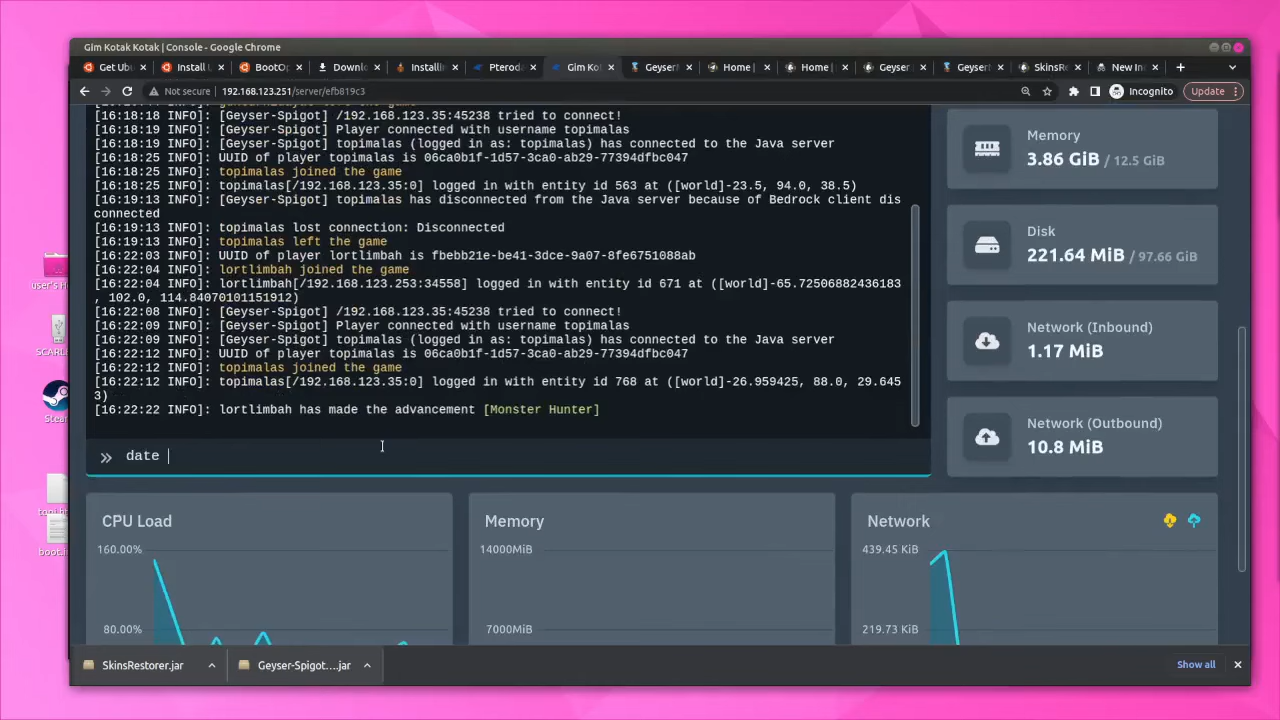 Gim Kotak Kotak | Console - Google Chrome
Get Ubu
Install U
BootOp
Downlo
Installin
Pteroda
Gim Ko
Geyser
Home |
Home |
Geyser
Geyser
SkinsRe
New In
Not secure
192.168.123.251/server/efb819c3
Incognito
Update
[16:18:18 INFO]: [Geyser-Spigot] /192.168.123.35:45238 tried to connect!
[16:18:19 INFO]: [Geyser-Spigot] Player connected with username topimalas
[16:18:19 INFO]: [Geyser-Spigot] topimalas (logged in as: topimalas) has connected to the Java server
[16:18:25 INFO]: UUID of player topimalas is 06ca0b1f-1d57-3ca0-ab29-77394dfbc047
[16:18:25 INFO]: topimalas joined the game
[16:18:25 INFO]: topimalas[/192.168.123.35:0] logged in with entity id 563 at ([world]-23.5, 94.0, 38.5)
[16:19:13 INFO]: [Geyser-Spigot] topimalas has disconnected from the Java server because of Bedrock client dis
connected
[16:19:13 INFO]: topimalas lost connection: Disconnected
[16:19:13 INFO]: topimalas left the game
[16:22:03 INFO]: UUID of player lortlimbah is fbebb21e-be41-3dce-9a07-8fe6751088ab
[16:22:04 INFO]: lortlimbah joined the game
[16:22:04 INFO]: lortlimbah[/192.168.123.253:34558] logged in with entity id 671 at ([world]-65.72506882436183
, 102.0, 114.84070101151912)
[16:22:08 INFO]: [Geyser-Spigot] /192.168.123.35:45238 tried to connect!
[16:22:09 INFO]: [Geyser-Spigot] Player connected with username topimalas
[16:22:09 INFO]: [Geyser-Spigot] topimalas (logged in as: topimalas) has connected to the Java server
[16:22:12 INFO]: UUID of player topimalas is 06ca0b1f-1d57-3ca0-ab29-77394dfbc047
[16:22:12 INFO]: topimalas joined the game
[16:22:12 INFO]: topimalas[/192.168.123.35:0] logged in with entity id 768 at ([world]-26.959425, 88.0, 29.645
3)
[16:22:22 INFO]: lortlimbah has made the advancement [Monster Hunter]
» date
Memory
3.86 GiB / 12.5 GiB
Disk
221.64 MiB / 97.66 GiB
Network (Inbound)
1.17 MiB
Network (Outbound)
10.8 MiB
CPU Load
160.00%
80.00%
Memory
14000MiB
7000MiB
Network
439.45 KiB
219.73 KiB
user's H
SCARLE
Stea
boot.i
SkinsRestorer.jar
Geyser-Spigot....jar
Show all